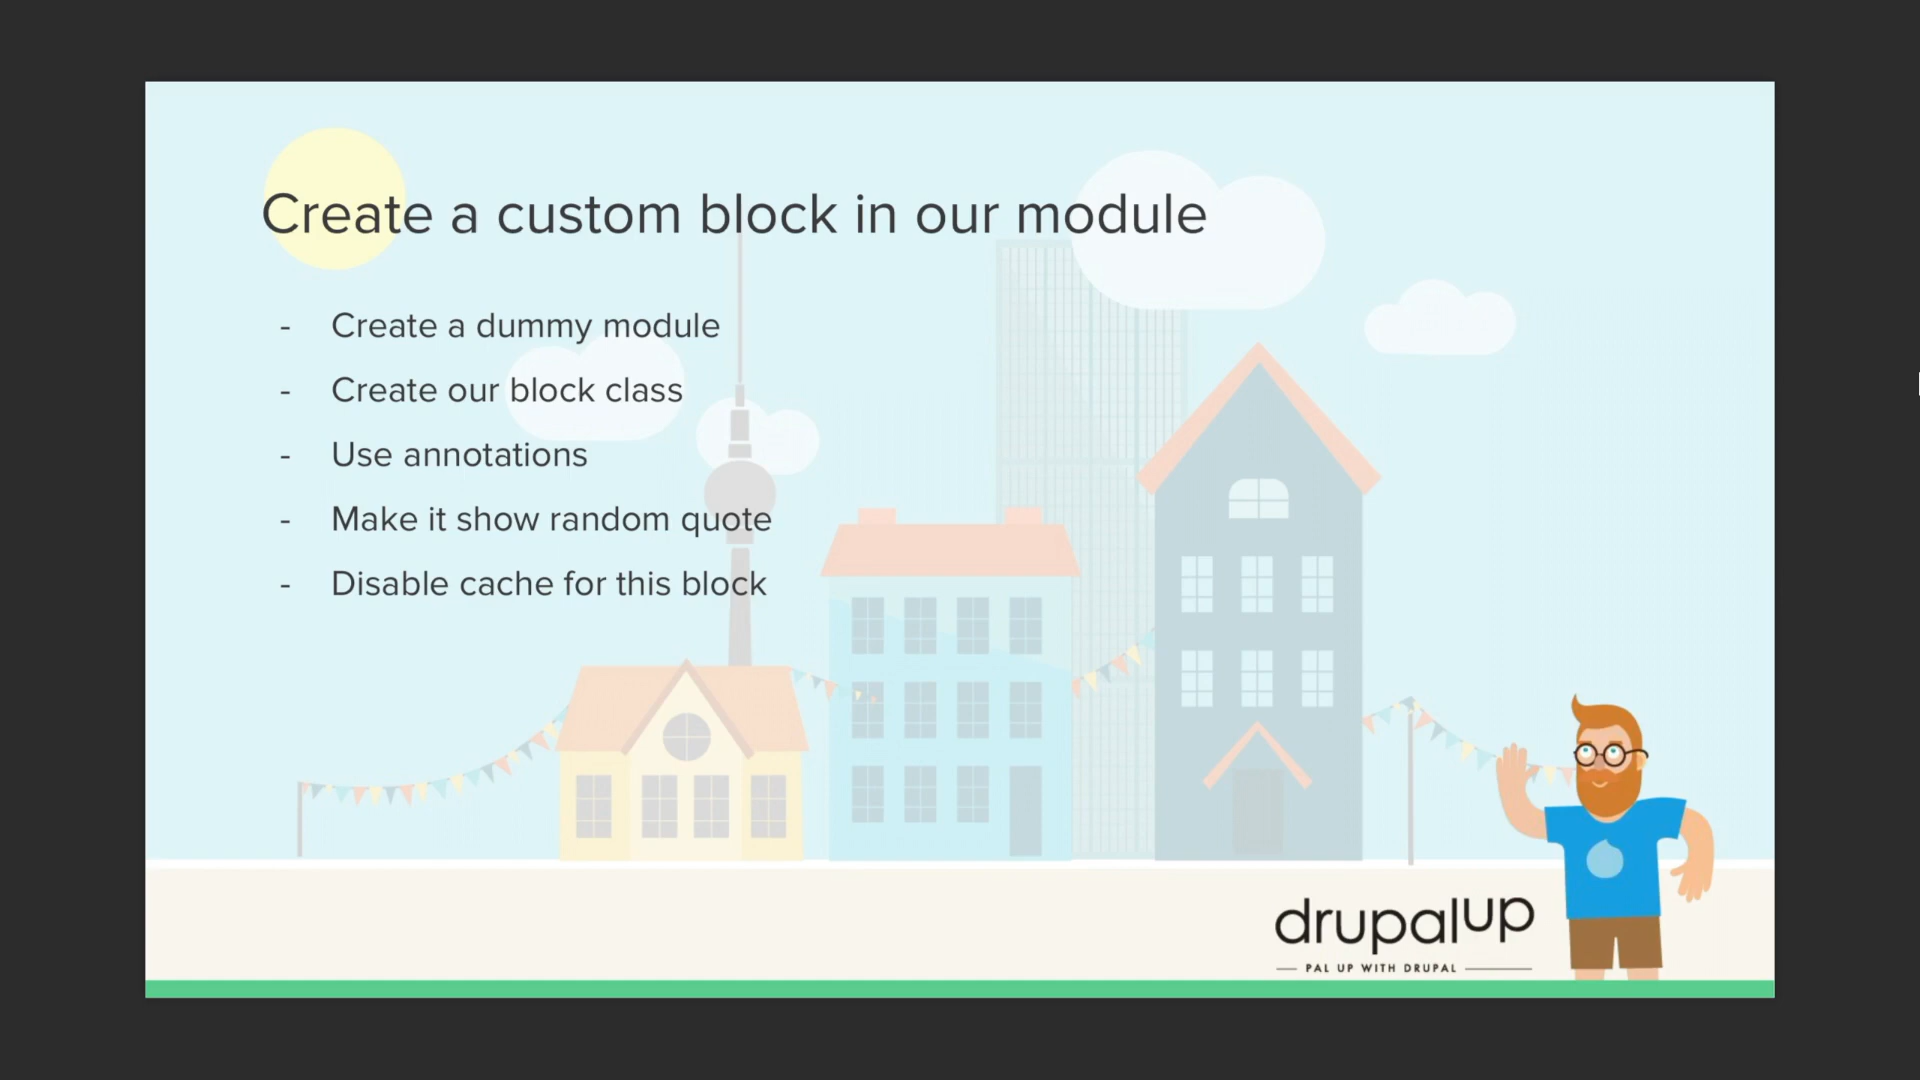 Create a custom block in our module
- Create a dummy module
- Create our block class
- Use annotations
- Make it show random quote
- Disable cache for this block
drupalup
PAL UP WITH DRUPAL